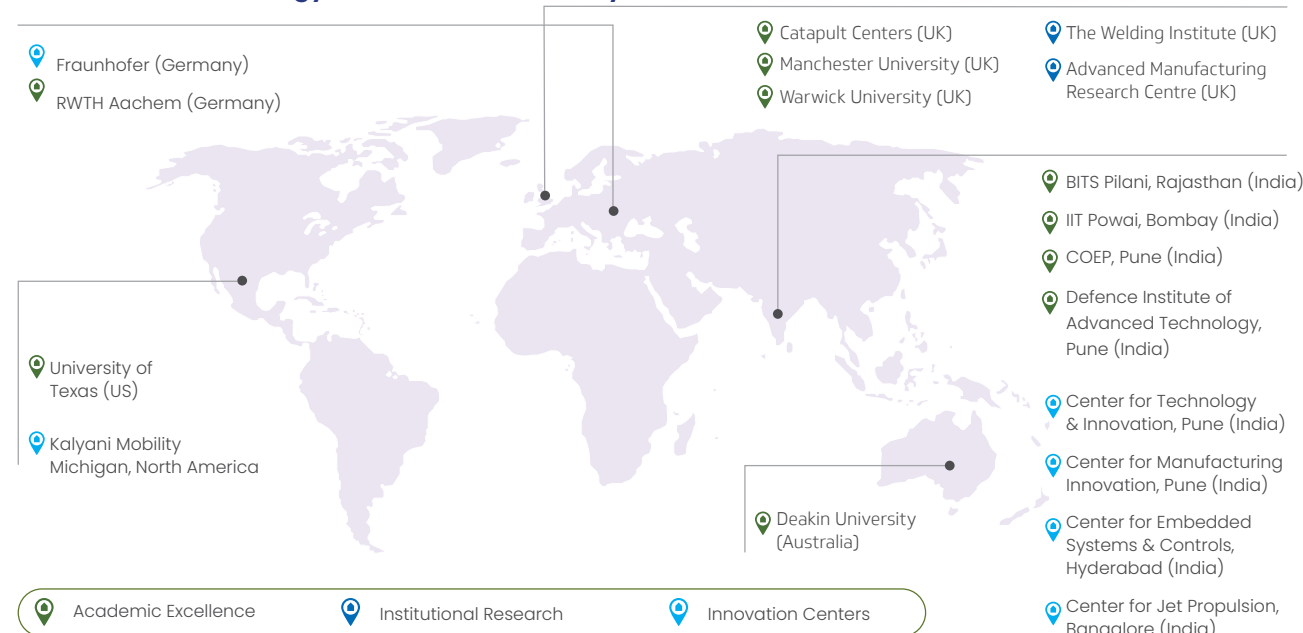 Fraunhofer (Germany)
RWTH Aachem (Germany)
Catapult Centers (UK)
Manchester University (UK)
Warwick University (UK)
The Welding Institute (UK)
Advanced Manufacturing
Research Centre (UK)
BITS Pilani, Rajasthan (India)
IIT Powai, Bombay (India)
COEP, Pune (India)
Defence Institute of
Advanced Technology,
Pune (India)
University of
Texas (US)
Kalyani Mobility
Michigan, North America
Center for Technology
& Innovation, Pune (India)
Center for Manufacturing
Innovation, Pune (India)
Center for Embedded
Systems & Controls,
Hyderabad (India)
Center for Jet Propulsion,
Bangalore (India)
Deakin University
(Australia)
Academic Excellence
Institutional Research
Innovation Centers